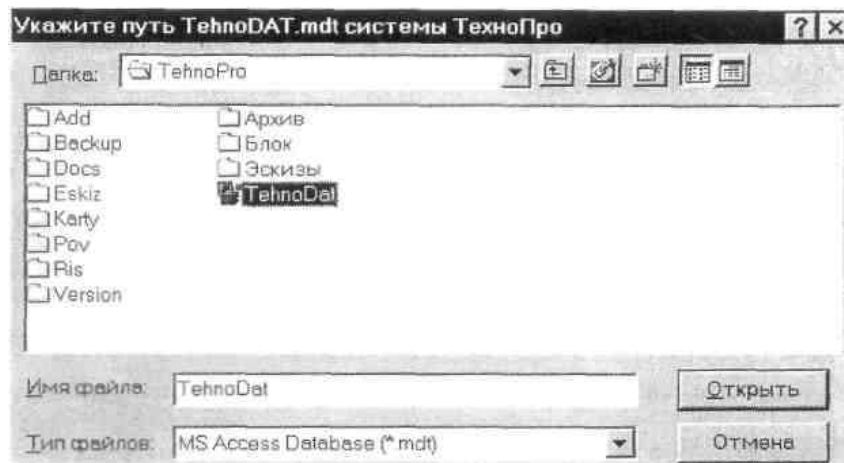 Укажите путь TehnoDAT.mdt системы ТехноПро
Папка: TehnoPro
Add Архив
Backup Блок
Docs Эскизы
Eskiz TehnoDat
Karty
Pov
Ris
Version
Имя файла: TehnoDat Открыть
Тип файлов: MS Access Database (*.mdt) Отмена